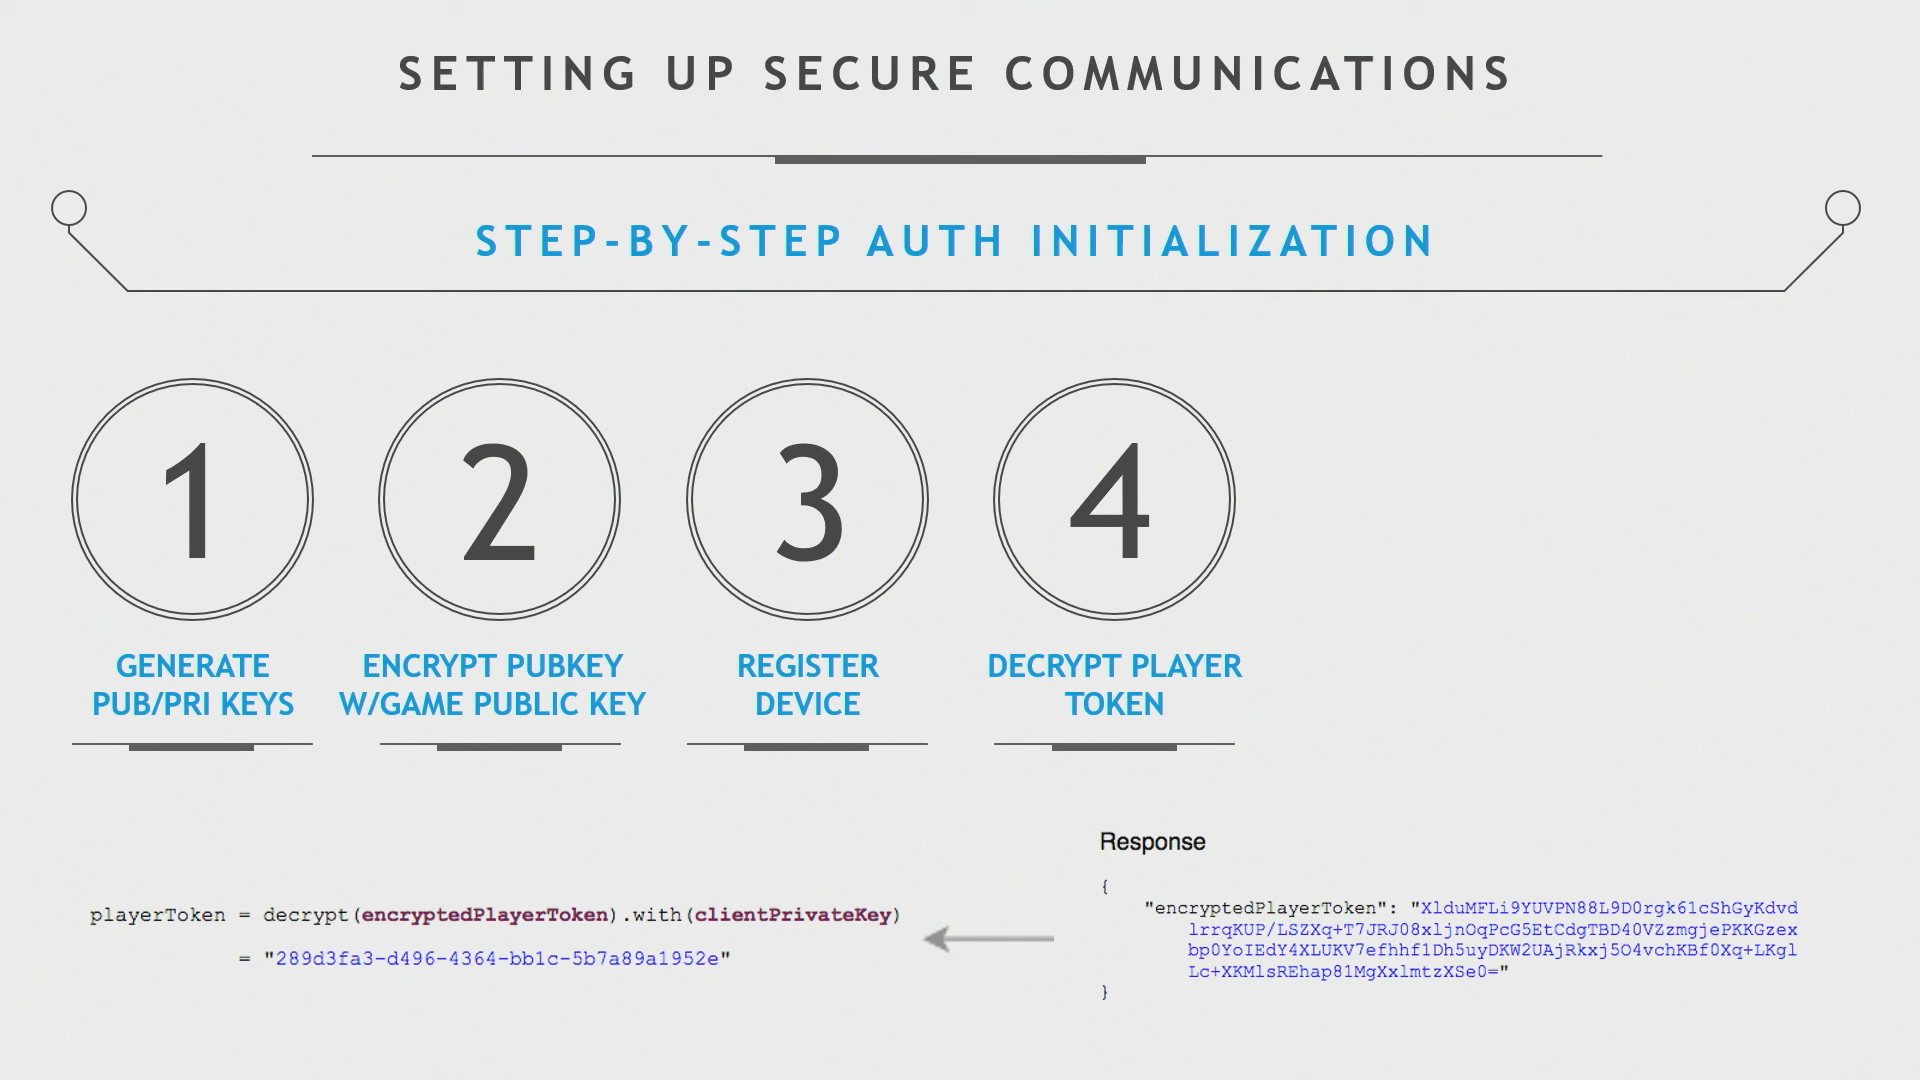 SETTING UP SECURE COMMUNICATIONS
STEP-BY-STEP AUTH INITIALIZATION
1
2
3
4
GENERATE
PUB/PRI KEYS
ENCRYPT PUBKEY
W/GAME PUBLIC KEY
REGISTER
DEVICE
DECRYPT PLAYER
TOKEN
playerToken = decrypt(encryptedPlayerToken).with(clientPrivateKey)
= "289d3fa3-d496-4364-bb1c-5b7a89a1952e"
Response
{
"encryptedPlayerToken": "XlduMFLi9YUVPN88L9D0rgk61cShGyKdvd
lrrqKUP/LSZXq+T7JRJ08xljnOqPcG5EtCdgTBD40VZzmgjePKKGzex
bp0YoIEdY4XLUKV7efhhf1Dh5uyDKW2UAjRkxj5O4vchKBf0Xq+LKgl
Lc+XKMlsREhap81MgXxlmtzXSe0="
}